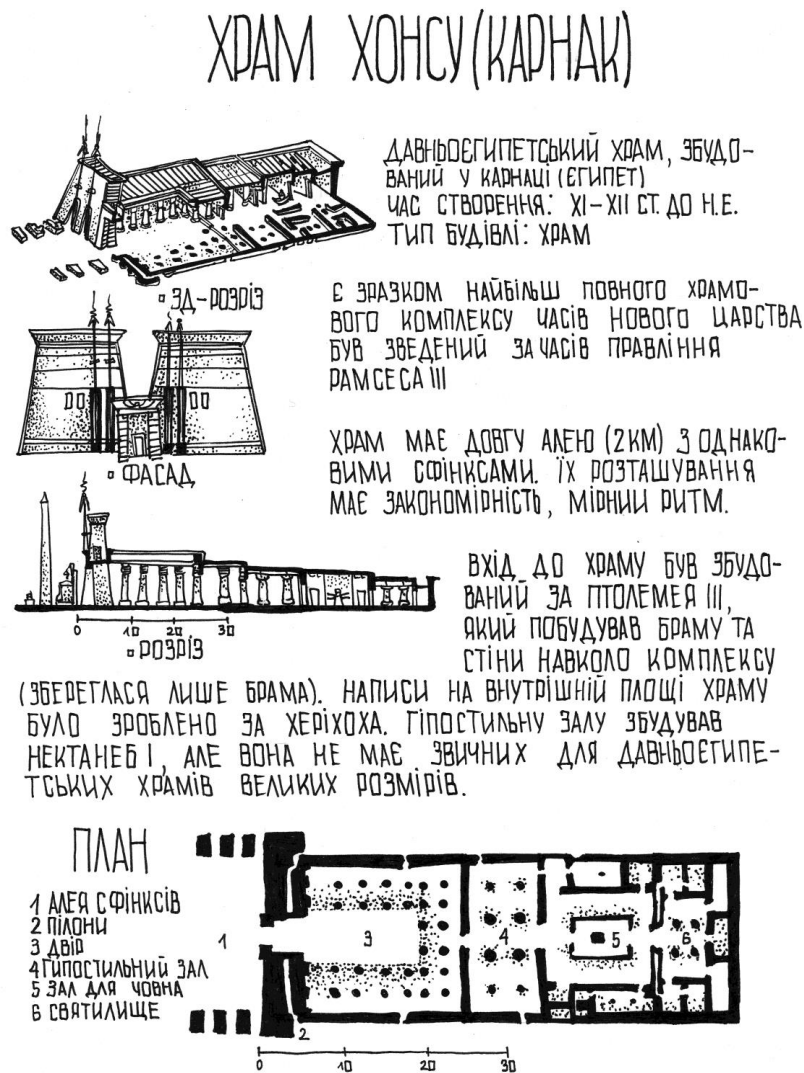 ХРАМ ХОНСУ (КАРНАК)
ДАВНЬОЄГИПЕТСЬКИЙ ХРАМ, ЗБУДО-
ВАНИЙ У КАРНАЦІ (ЄГИПЕТ)
ЧАС СТВОРЕННЯ: XI-XII СТ. ДО Н.Е.
ТИП БУДІВЛІ: ХРАМ
3Д-РОЗРІЗ
Є ЗРАЗКОМ НАЙБІЛЬШ ПОВНОГО ХРАМО-
ВОГО КОМПЛЕКСУ ЧАСІВ НОВОГО ЦАРСТВА
БУВ ЗВЕДЕНИЙ ЗА ЧАСІВ ПРАВЛІННЯ
РАМСЕСА III
ФАСАД
ХРАМ МАЄ ДОВГУ АЛЕЮ (2 КМ) З ОДНАКО-
ВИМИ СФІНКСАМИ. ЇХ РОЗТАШУВАННЯ
МАЄ ЗАКОНОМІРНІСТЬ, МІРНИЙ РИТМ.
0 10 20 30
РОЗРІЗ
ВХІД ДО ХРАМУ БУВ ЗБУДО-
ВАНИЙ ЗА ПТОЛЕМЕЯ III,
ЯКИЙ ПОБУДУВАВ БРАМУ ТА
СТІНИ НАВКОЛО КОМПЛЕКСУ
(ЗБЕРЕГЛАСЯ ЛИШЕ БРАМА). НАПИСИ НА ВНУТРІШНІЙ ПЛОЩІ ХРАМУ
БУЛО ЗРОБЛЕНО ЗА ХЕРІХОХА. ГІПОСТИЛЬНУ ЗАЛУ ЗБУДУВАВ
НЕКТАНЕБ I, АЛЕ ВОНА НЕ МАЄ ЗВИЧНИХ ДЛЯ ДАВНЬОЄГИПЕ-
ТСЬКИХ ХРАМІВ ВЕЛИКИХ РОЗМІРІВ.
ПЛАН
1 АЛЕЯ СФІНКСІВ
2 ПІЛОНИ
3 ДВІР
4 ГИПОСТИЛЬНИЙ ЗАЛ
5 ЗАЛ ДЛЯ ЧОВНА
6 СВЯТИЛИЩЕ
1 3 4 5 6
2
0 10 20 30